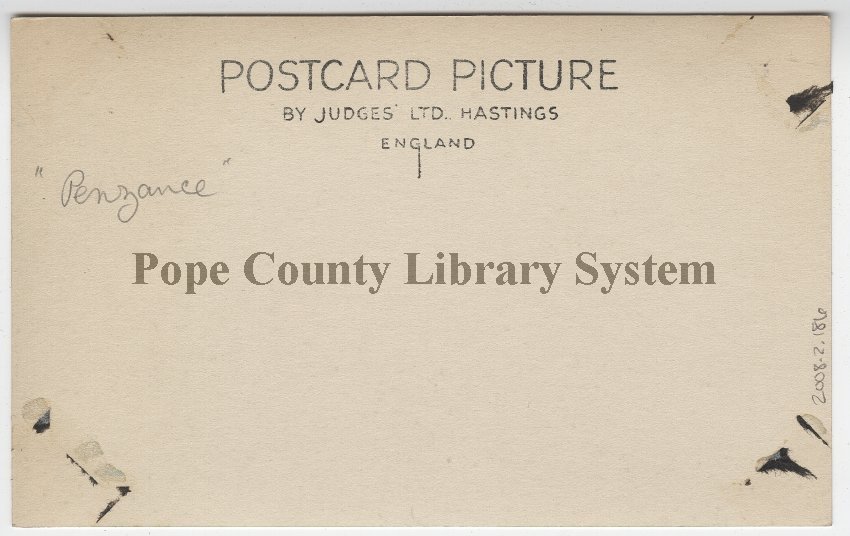 POSTCARD PICTURE
BY JUDGES' LTD., HASTINGS
ENGLAND
"Penzance"
Pope County Library System
2008.2.186